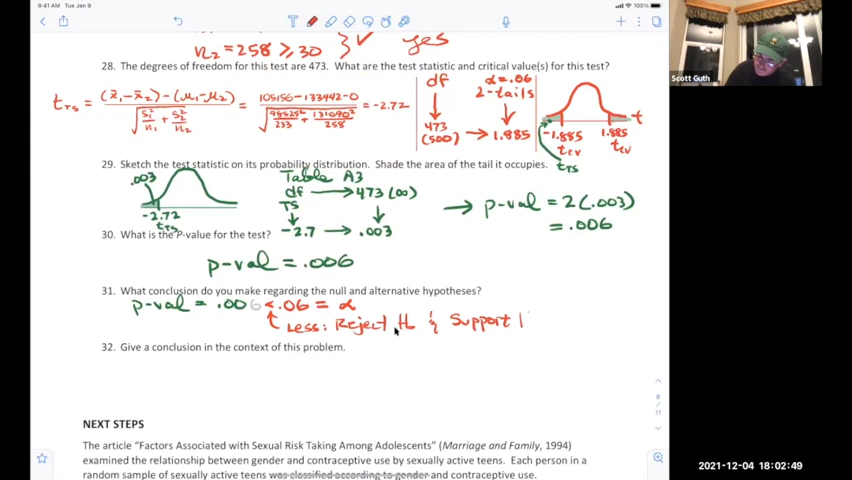 9:41 AM Tue Jan 9
100%
n₂ = 258 ≥ 30 } ✓ yes
28. The degrees of freedom for this test are 473. What are the test statistic and critical value(s) for this test?
t_TS = (x̄₁ - x̄₂) - (μ₁ - μ₂) / √(s₁²/n₁ + s₂²/n₂) = 105156 - 133442 - 0 / √(98525²/233 + 131090²/258) = -2.72
df α = .06
2-tails
473
(500) → 1.885
-1.885 1.885 t
t_CV t_CV
t_TS
29. Sketch the test statistic on its probability distribution. Shade the area of the tail it occupies.
.003
-2.72
t_TS
Table A3
df → 473 (∞)
TS
-2.7 → .003
→ p-val = 2(.003)
= .006
30. What is the P-value for the test?
p-val = .006
31. What conclusion do you make regarding the null and alternative hypotheses?
p-val = .006 < .06 = α
Less: Reject H₀ & Support
32. Give a conclusion in the context of this problem.
NEXT STEPS
The article “Factors Associated with Sexual Risk Taking Among Adolescents” (Marriage and Family, 1994)
examined the relationship between gender and contraceptive use by sexually active teens. Each person in a
random sample of sexually active teens was classified according to gender and contraceptive use.
8
11
Scott Guth
2021-12-04 18:02:49